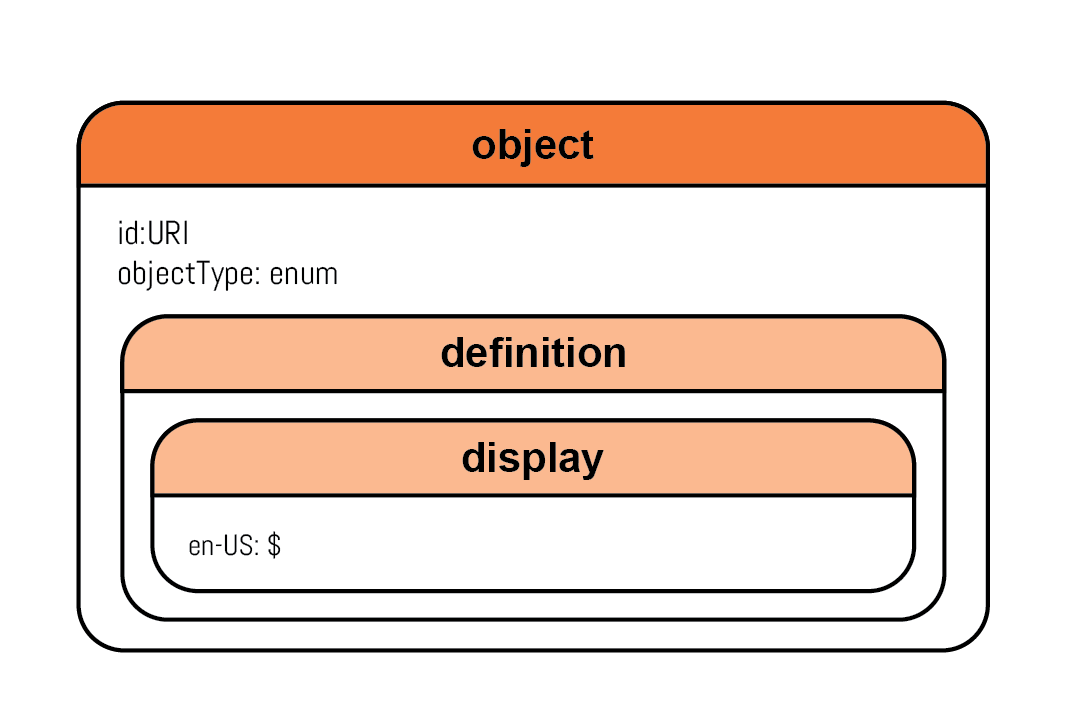 object
id:URI
objectType: enum
definition
display
en-US: $